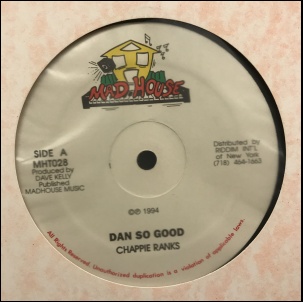 MAD HOUSE
SIDE A
MHT028
Produced by
DAVE KELLY
Published
MADHOUSE MUSIC
Distributed by
RIDDIM INT'L
of New York
(718) 464-1663
℗© 1994
DAN SO GOOD
CHAPPIE RANKS
All Rights Reserved. Unauthorized duplication is a violation of applicable laws.